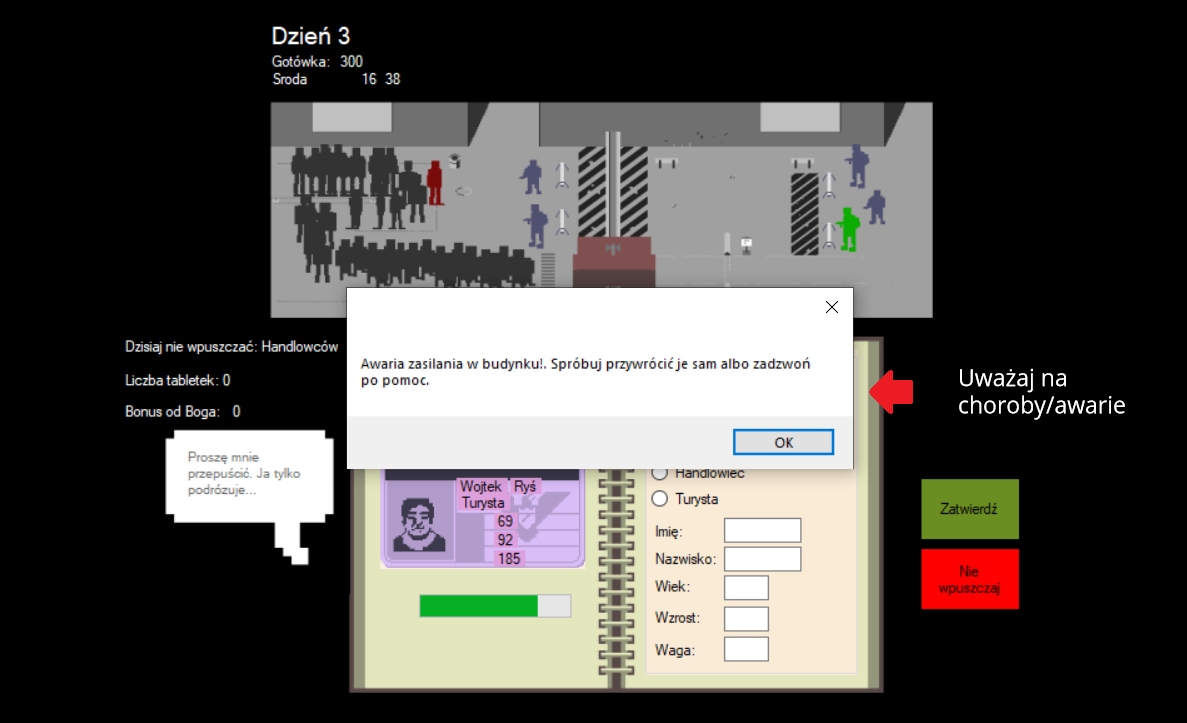 Dzień 3
Gotówka: 300
Sroda 16 38
Dzisiaj nie wpuszczać: Handlowców
Liczba tabletek: 0
Bonus od Boga: 0
Proszę mnie
przepuścić. Ja tylko
podrózuje...
Awaria zasilania w budynku!. Spróbuj przywrócić je sam albo zadzwoń
po pomoc.
OK
Uważaj na
choroby/awarie
Wojtek Ryś
Turysta
69
92
185
Handlowiec
Turysta
Imię:
Nazwisko:
Wiek:
Wzrost:
Waga:
Zatwierdź
Nie
wpuszczaj